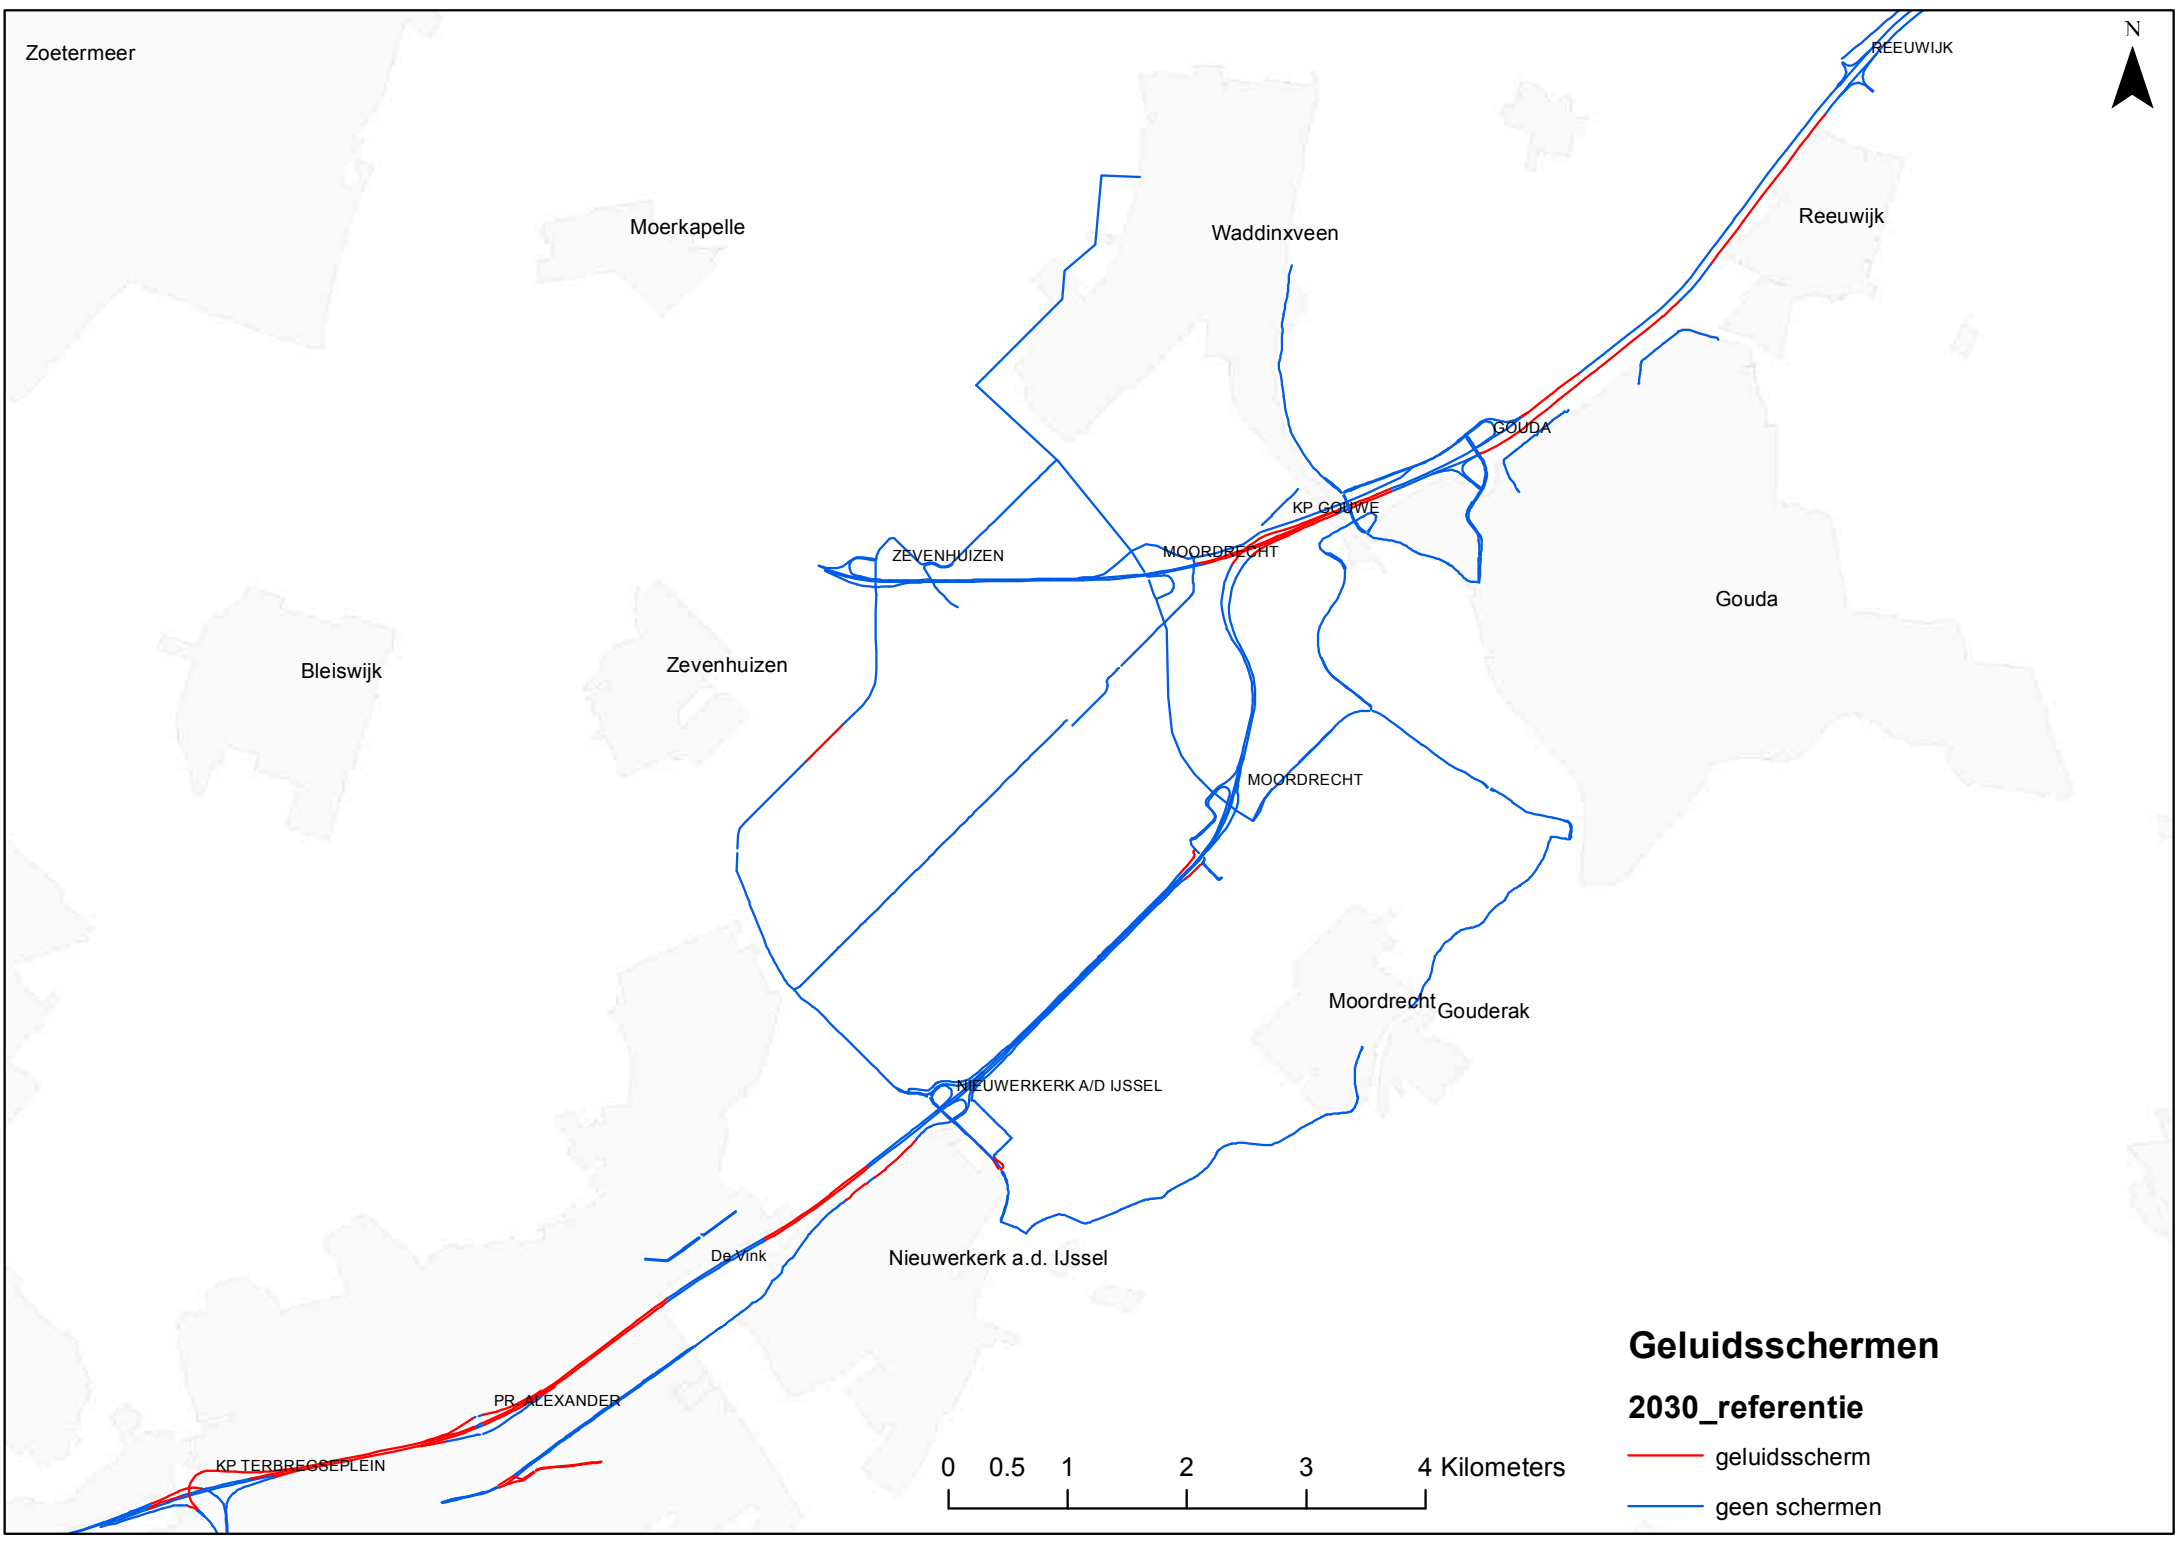 Zoetermeer
REEUWIJK
N
Moerkapelle
Waddinxveen
Reeuwijk
GOUDA
KP GOUWE
ZEVENHUIZEN
MOORDRECHT
Gouda
Bleiswijk
Zevenhuizen
MOORDRECHT
Moordrecht
Gouderak
NIEUWERKERK A/D IJSSEL
De Vink
Nieuwerkerk a.d. IJssel
PR. ALEXANDER
KP TERBREGSEPLEIN
0 0.5 1 2 3 4 Kilometers
Geluidsschermen
2030_referentie
geluidsscherm
geen schermen